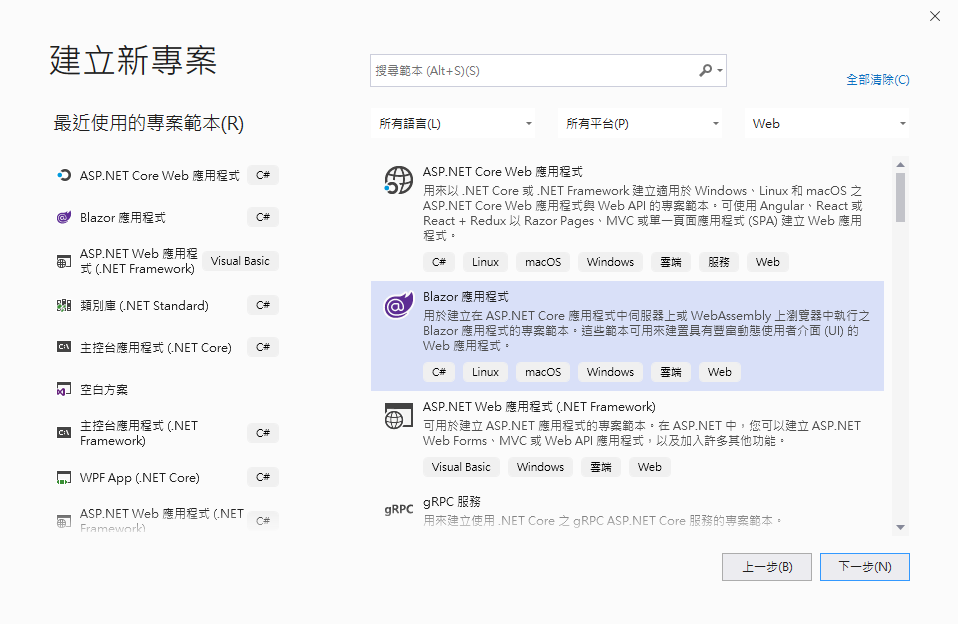 建立新專案
搜尋範本 (Alt+S)(S)
全部清除(C)
最近使用的專案範本(R)
所有語言(L)
所有平台(P)
Web
ASP.NET Core Web 應用程式
C#
Blazor 應用程式
C#
ASP.NET Web 應用程
式 (.NET Framework)
Visual Basic
類別庫 (.NET Standard)
C#
主控台應用程式 (.NET Core)
C#
空白方案
主控台應用程式 (.NET
Framework)
C#
WPF App (.NET Core)
C#
ASP.NET Web 應用程式 (.NET
Framework)
C#
ASP.NET Core Web 應用程式
用來以 .NET Core 或 .NET Framework 建立適用於 Windows、Linux 和 macOS 之
ASP.NET Core Web 應用程式與 Web API 的專案範本。可使用 Angular、React 或
React + Redux 以 Razor Pages、MVC 或單一頁面應用程式 (SPA) 建立 Web 應用
程式。
C# Linux macOS Windows 雲端 服務 Web
Blazor 應用程式
用於建立在 ASP.NET Core 應用程式中伺服器上或 WebAssembly 上瀏覽器中執行之
Blazor 應用程式的專案範本。這些範本可用來建置具有豐富動態使用者介面 (UI) 的
Web 應用程式。
C# Linux macOS Windows 雲端 Web
ASP.NET Web 應用程式 (.NET Framework)
可用於建立 ASP.NET 應用程式的專案範本。在 ASP.NET 中，您可以建立 ASP.NET
Web Forms、MVC 或 Web API 應用程式，以及加入許多其他功能。
Visual Basic Windows 雲端 Web
gRPC
gRPC 服務
用來建立使用 .NET Core 之 gRPC ASP.NET Core 服務的專案範本。
上一步(B)
下一步(N)